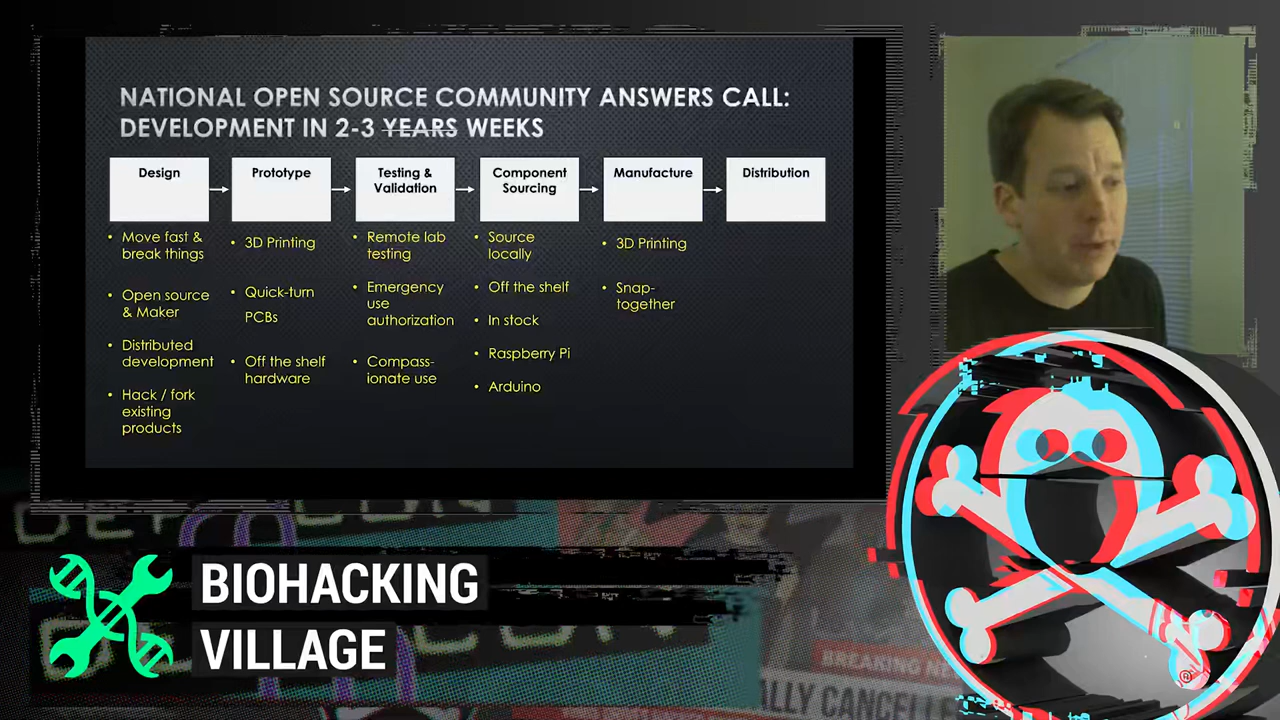 NATIONAL OPEN SOURCE COMMUNITY ANSWERS CALL:
DEVELOPMENT IN 2-3 YEARS WEEKS
Design
Prototype
Testing &
Validation
Component
Sourcing
Manufacture
Distribution
• Move fast &
break things
• Open source
& Maker
• Distributed
development
• Hack / fork
existing
products
• 3D Printing
Quick-turn
PCBs
• Off the shelf
hardware
Remote lab
testing
• Emergency
use
authorization
Compass-
ionate use
• Source
locally
• Off the shelf
• In stock
• Raspberry Pi
• Arduino
• 3D Printing
• Snap-
together
DEF CON
BIOHACKING
VILLAGE
BREAKING NE
ALLY CANCELLE
®